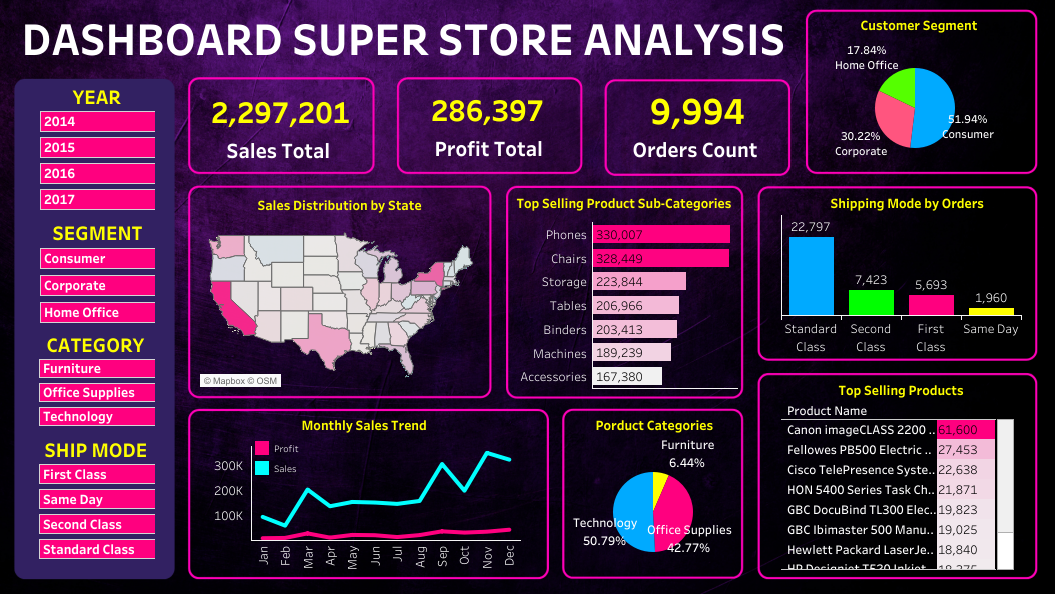 DASHBOARD SUPER STORE ANALYSIS
YEAR
2014
2015
2016
2017
SEGMENT
Consumer
Corporate
Home Office
CATEGORY
Furniture
Office Supplies
Technology
SHIP MODE
First Class
Same Day
Second Class
Standard Class
2,297,201
Sales Total
286,397
Profit Total
9,994
Orders Count
Customer Segment
17.84%
Home Office
51.94%
Consumer
30.22%
Corporate
Sales Distribution by State
© Mapbox © OSM
Top Selling Product Sub-Categories
Phones 330,007
Chairs 328,449
Storage 223,844
Tables 206,966
Binders 203,413
Machines 189,239
Accessories 167,380
Shipping Mode by Orders
22,797
7,423
5,693
1,960
Standard Class
Second Class
First Class
Same Day
Monthly Sales Trend
Profit
Sales
300K
200K
100K
Jan
Feb
Mar
Apr
May
Jun
Jul
Aug
Sep
Oct
Nov
Dec
Porduct Categories
Furniture
6.44%
Technology
50.79%
Office Supplies
42.77%
Top Selling Products
Product Name
Canon imageCLASS 2200 .. 61,600
Fellowes PB500 Electric .. 27,453
Cisco TelePresence Syste.. 22,638
HON 5400 Series Task Ch.. 21,871
GBC DocuBind TL300 Elec.. 19,823
GBC Ibimaster 500 Manu.. 19,025
Hewlett Packard LaserJe.. 18,840
HP Designjet T520 Inkjet .. 18,375